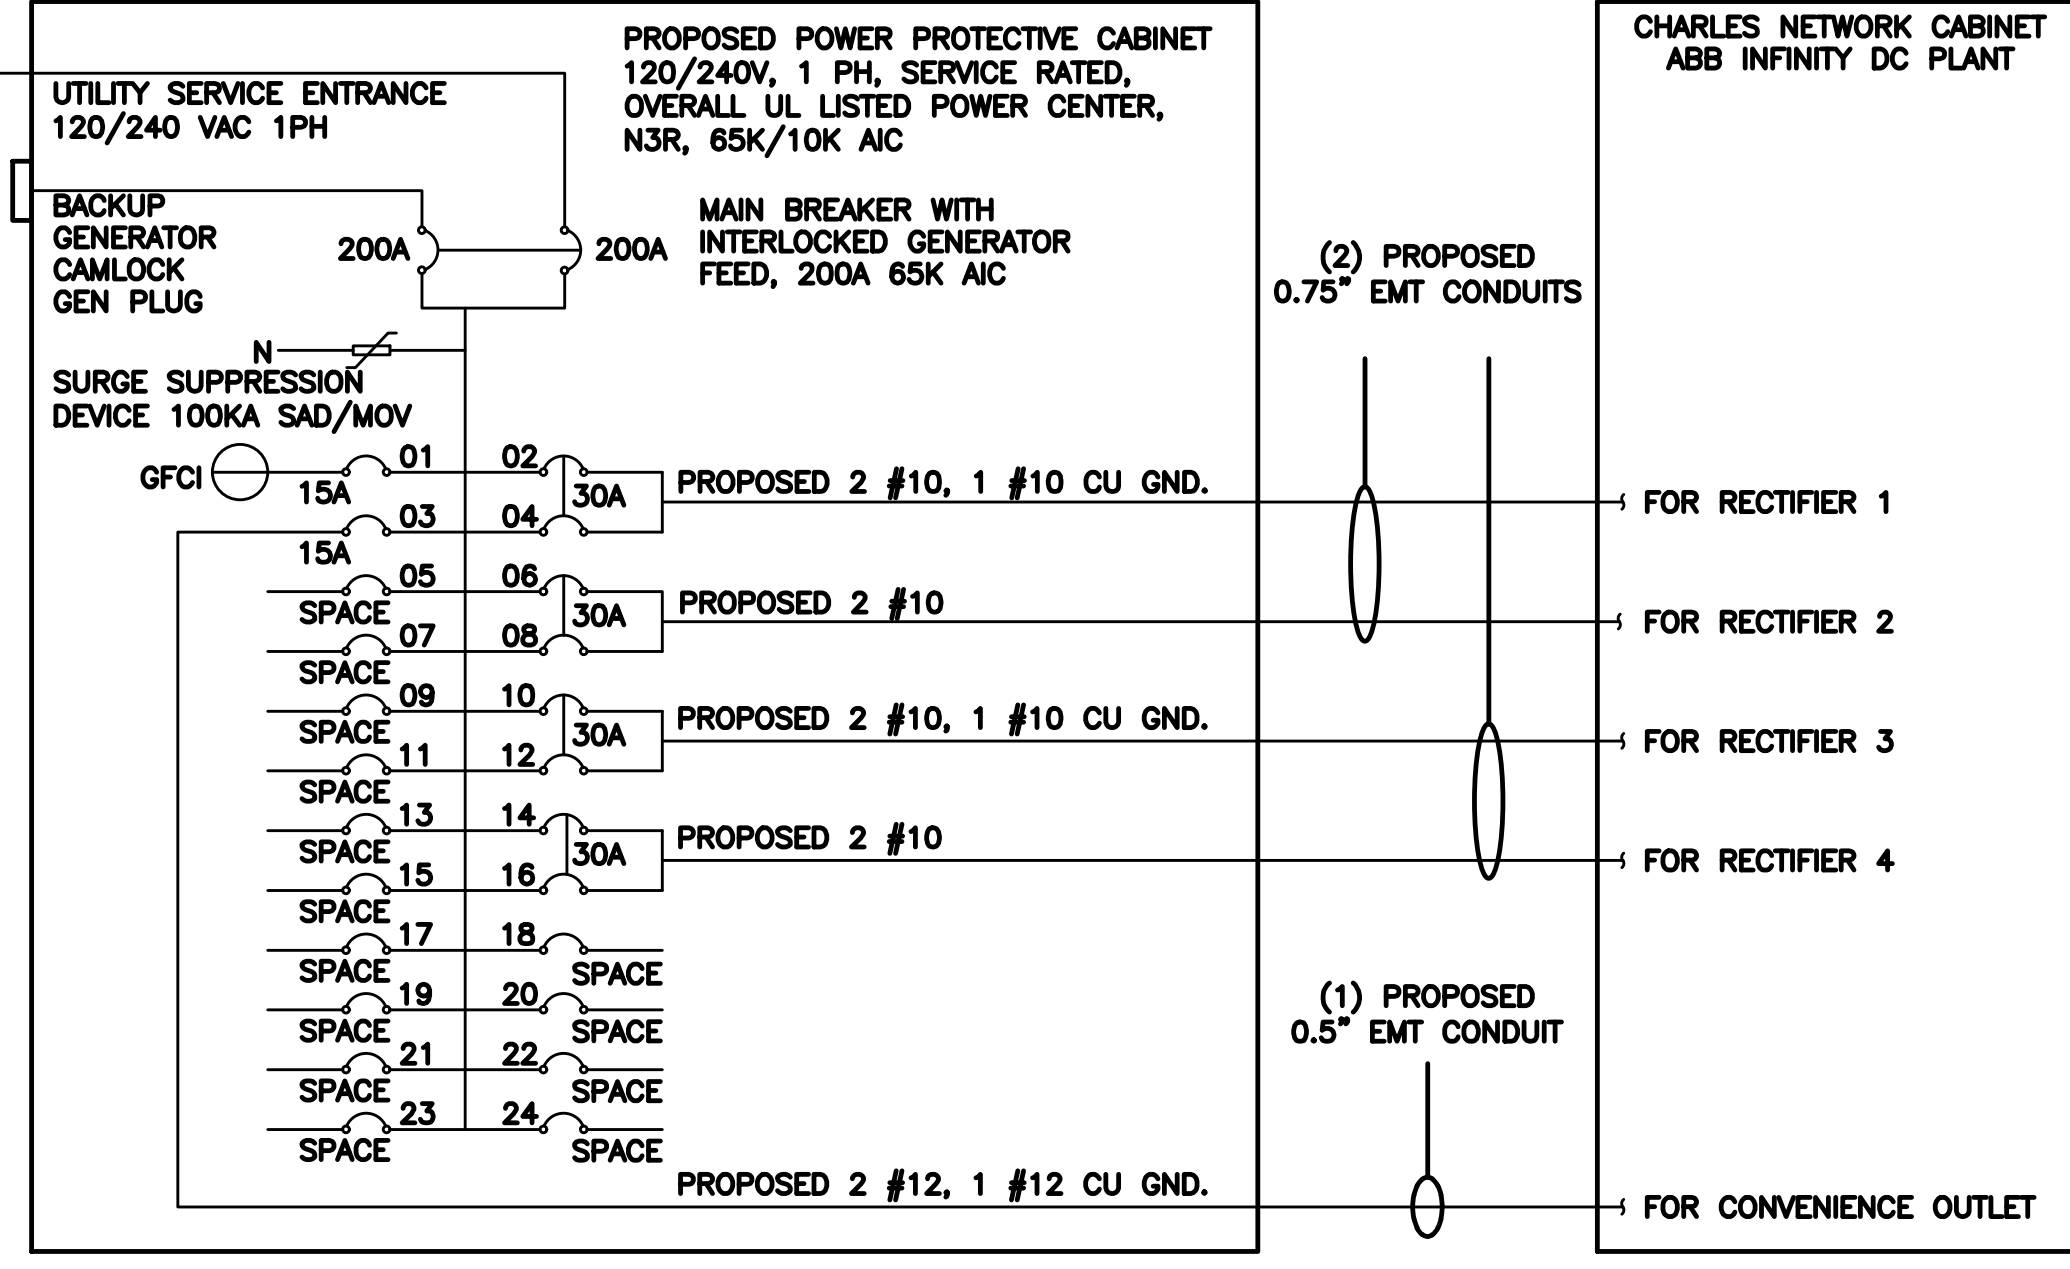 PROPOSED POWER PROTECTIVE CABINET
120/240V, 1 PH, SERVICE RATED,
OVERALL UL LISTED POWER CENTER,
N3R, 65K/10K AIC
CHARLES NETWORK CABINET
ABB INFINITY DC PLANT
UTILITY SERVICE ENTRANCE
120/240 VAC 1PH
BACKUP
GENERATOR
CAMLOCK
GEN PLUG
200A
200A
MAIN BREAKER WITH
INTERLOCKED GENERATOR
FEED, 200A 65K AIC
(2) PROPOSED
0.75" EMT CONDUITS
N
SURGE SUPPRESSION
DEVICE 100KA SAD/MOV
GFCI
01
02
15A
30A
PROPOSED 2 #10, 1 #10 CU GND.
FOR RECTIFIER 1
03
04
15A
05
06
SPACE
30A
PROPOSED 2 #10
FOR RECTIFIER 2
07
08
SPACE
09
10
SPACE
30A
PROPOSED 2 #10, 1 #10 CU GND.
FOR RECTIFIER 3
11
12
SPACE
13
14
SPACE
30A
PROPOSED 2 #10
FOR RECTIFIER 4
15
16
SPACE
17
18
SPACE
SPACE
19
20
SPACE
SPACE
21
22
SPACE
SPACE
23
24
SPACE
SPACE
(1) PROPOSED
0.5" EMT CONDUIT
PROPOSED 2 #12, 1 #12 CU GND.
FOR CONVENIENCE OUTLET